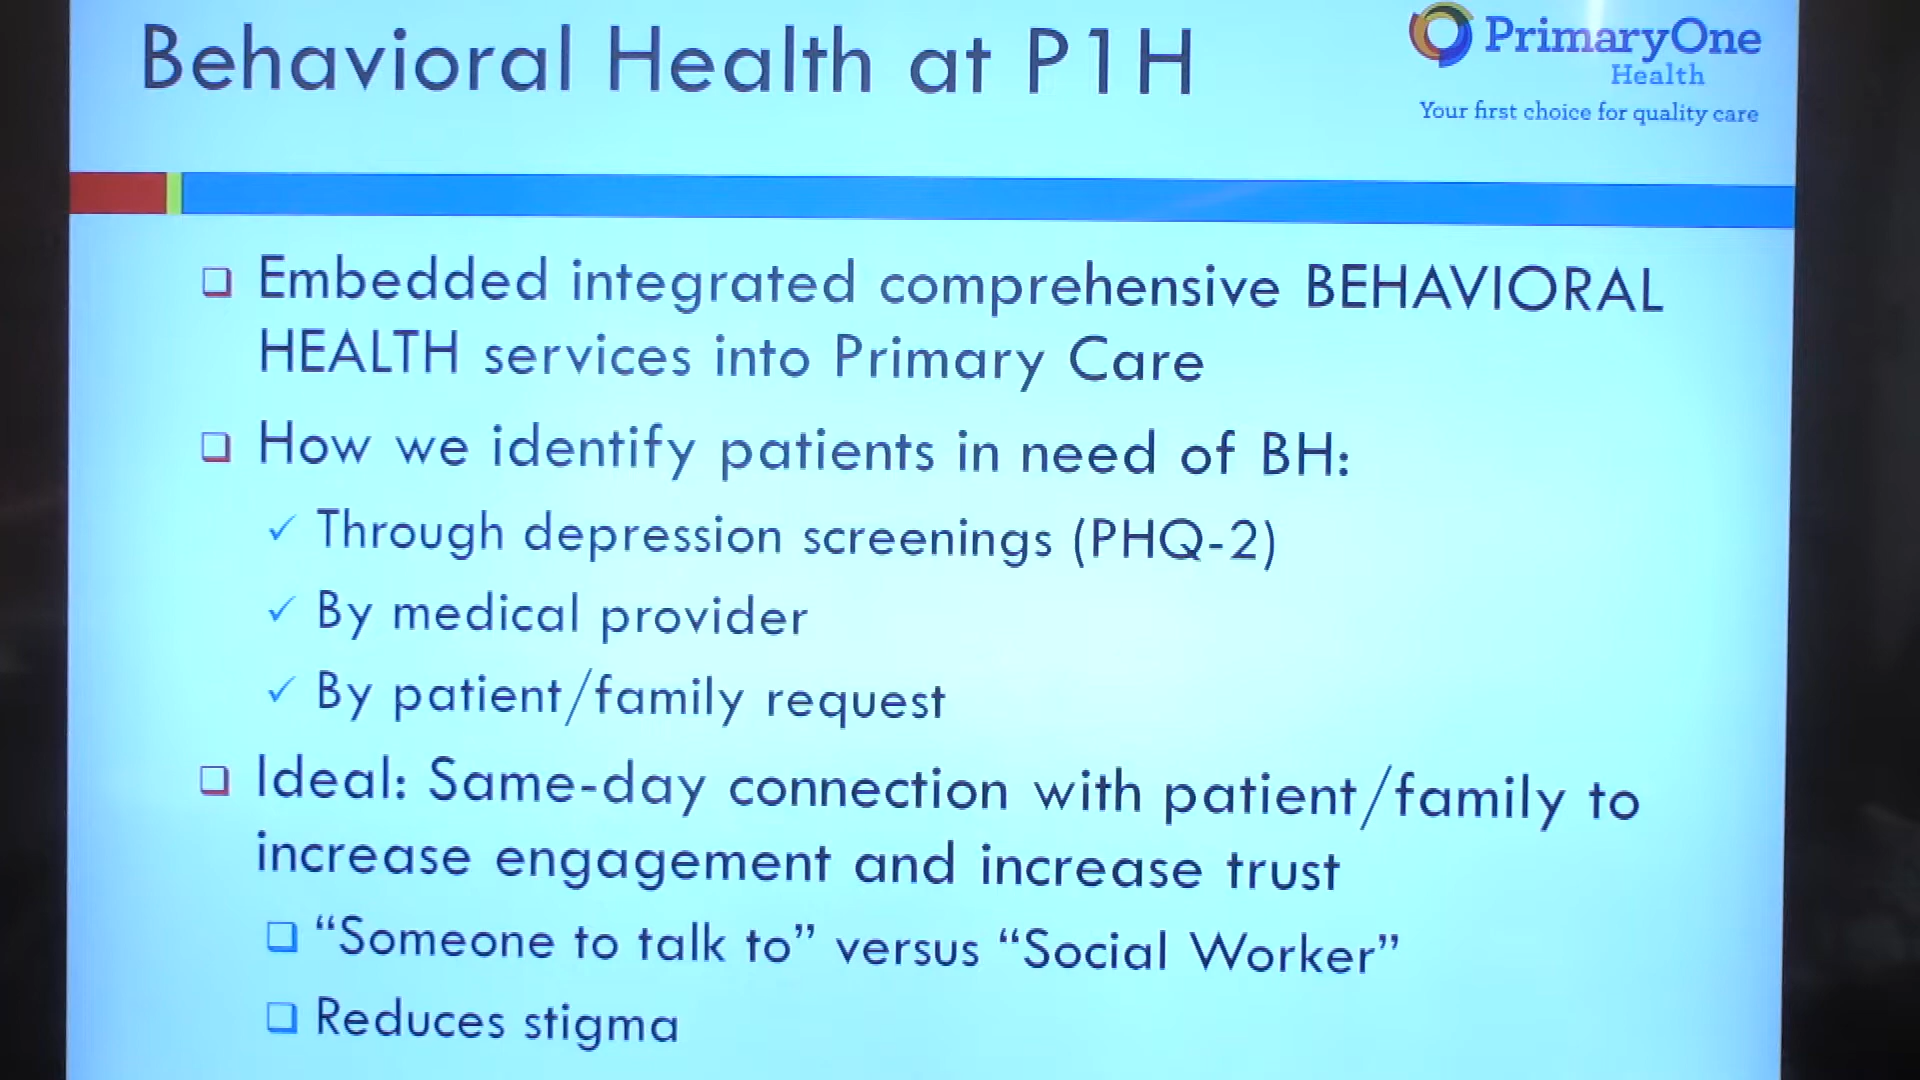 Behavioral Health at P1H
PrimaryOne
Health
Your first choice for quality care
Embedded integrated comprehensive BEHAVIORAL
HEALTH services into Primary Care
How we identify patients in need of BH:
Through depression screenings (PHQ-2)
By medical provider
By patient/family request
Ideal: Same-day connection with patient/family to
increase engagement and increase trust
“Someone to talk to” versus “Social Worker”
Reduces stigma